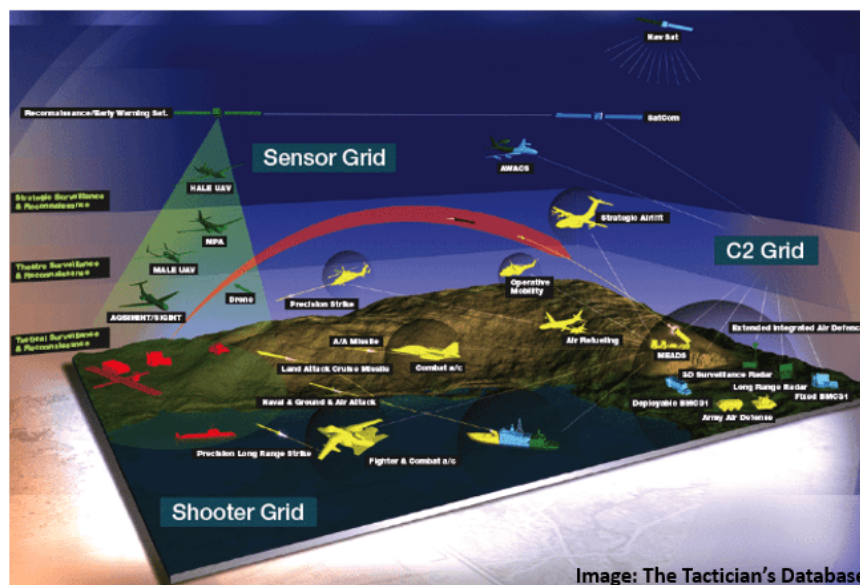 Nav Sat
Reconnaissance/Early Warning Sat.
SatCom
Sensor Grid
AWACS
HALE UAV
Strategic Surveillance
& Reconnaissance
Strategic Airlift
MPA
C2 Grid
Theatre Surveillance
& Reconnaissance
MALE UAV
Operative
Mobility
Drone
Precision Strike
AGS
Extended Integrated Air Defence
Tactical Surveillance
& Reconnaissance
A/A Missile
Air Refueling
MEADS
Land Attack Cruise Missile
Combat a/c
3D Surveillance Radar
Long Range Radar
Naval & Ground & Air Attack
Deployable BMC3I
Fixed BMC3I
Array Air Defense
Precision Long Range Strike
Fighter & Combat a/c
Shooter Grid
Image: The Tactician's Database